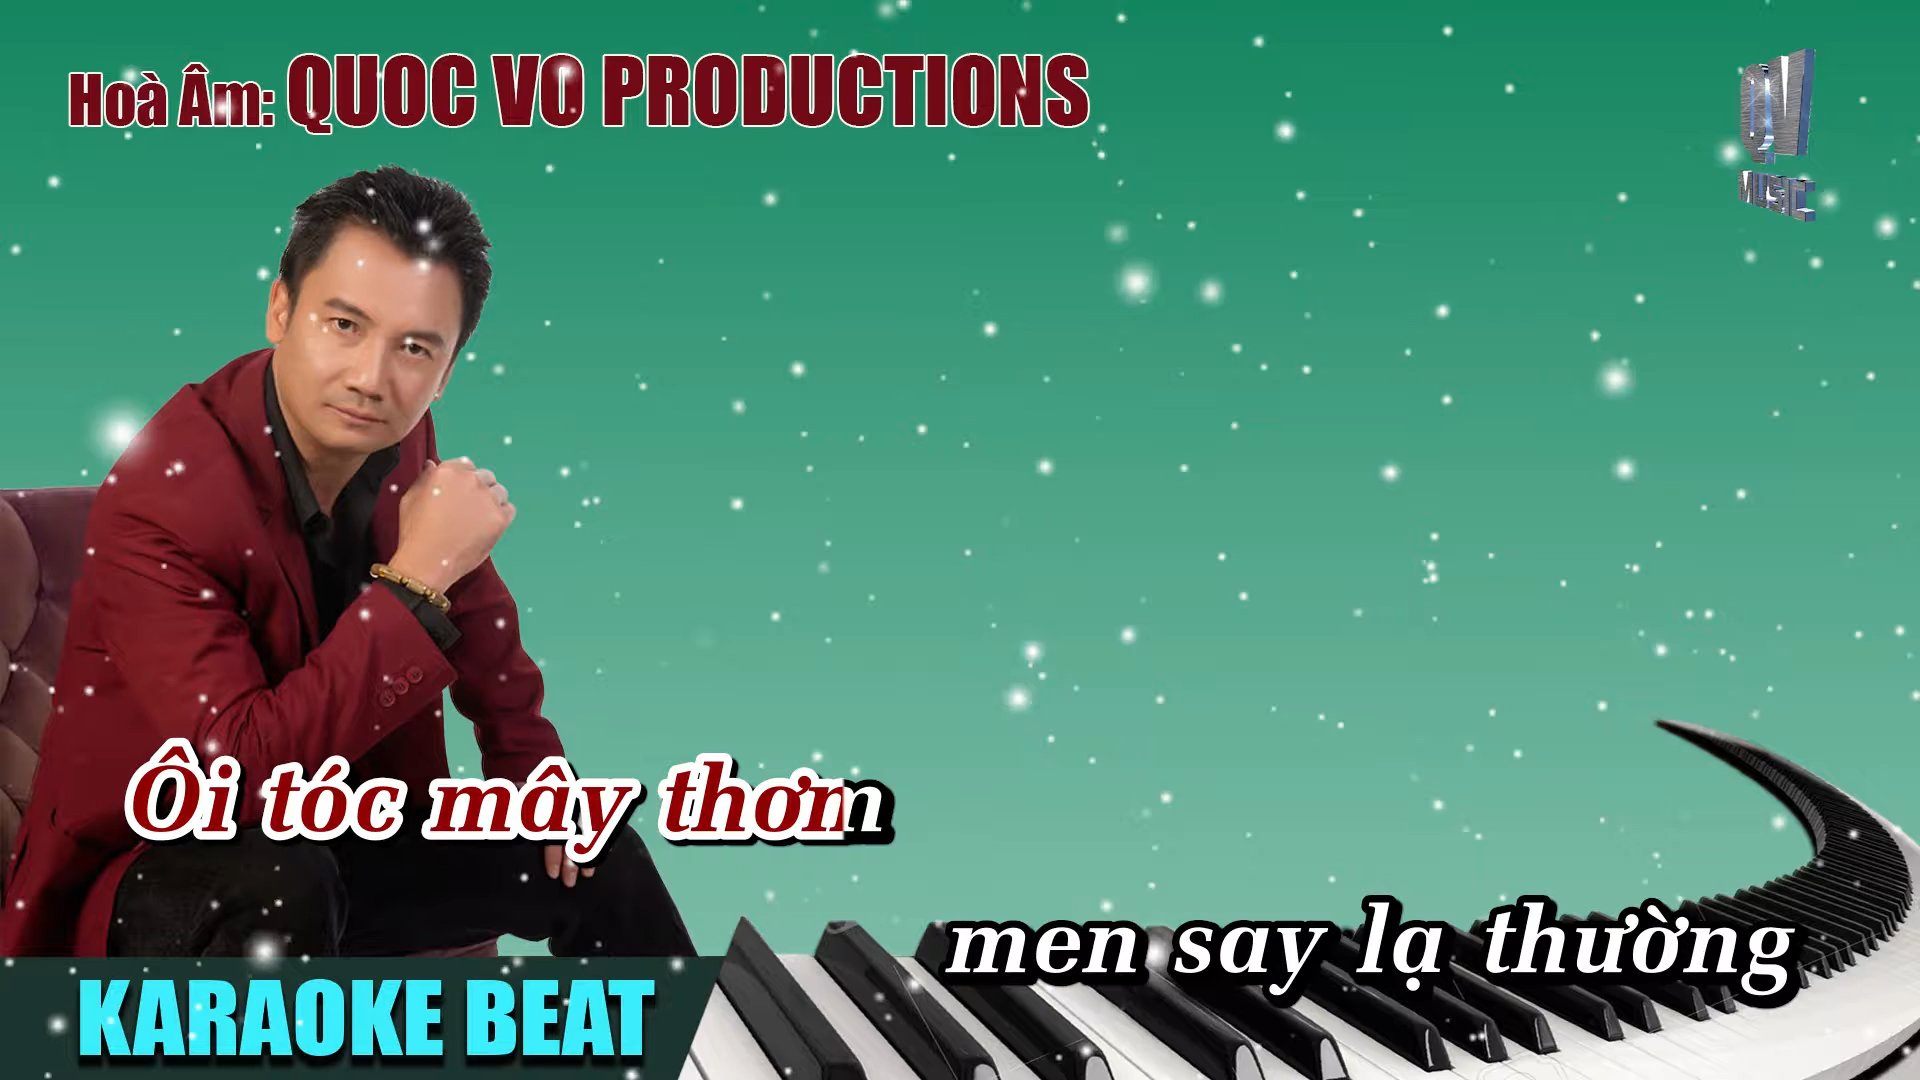 Hoà Âm: QUOC VO PRODUCTIONS
QV
MUSIC
Ôi tóc mây thơm
men say lạ thường
KARAOKE BEAT